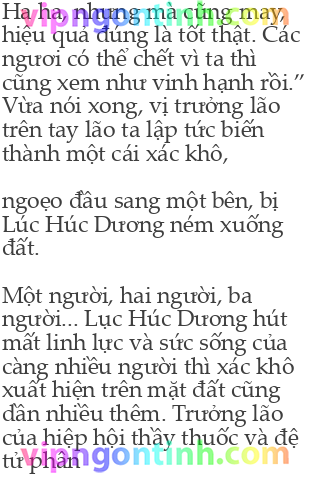 Ha ha, nhưng mà cũng may,
hiệu quả đúng là tốt thật. Các
ngươi có thể chết vì ta thì
cũng xem như vinh hạnh rồi.”
Vừa nói xong, vị trưởng lão
trên tay lão ta lập tức biến
thành một cái xác khô,
ngoẹo đầu sang một bên, bị
Lúc Húc Dương ném xuống
đất.
Một người, hai người, ba
người... Lục Húc Dương hút
mất linh lực và sức sống của
càng nhiều người thì xác khô
xuất hiện trên mặt đất cũng
dần nhiều thêm. Trưởng lão
của hiệp hội thầy thuốc và đệ
tử phân
vipngontinh.com
vipngontinh.com
vipngontinh.com